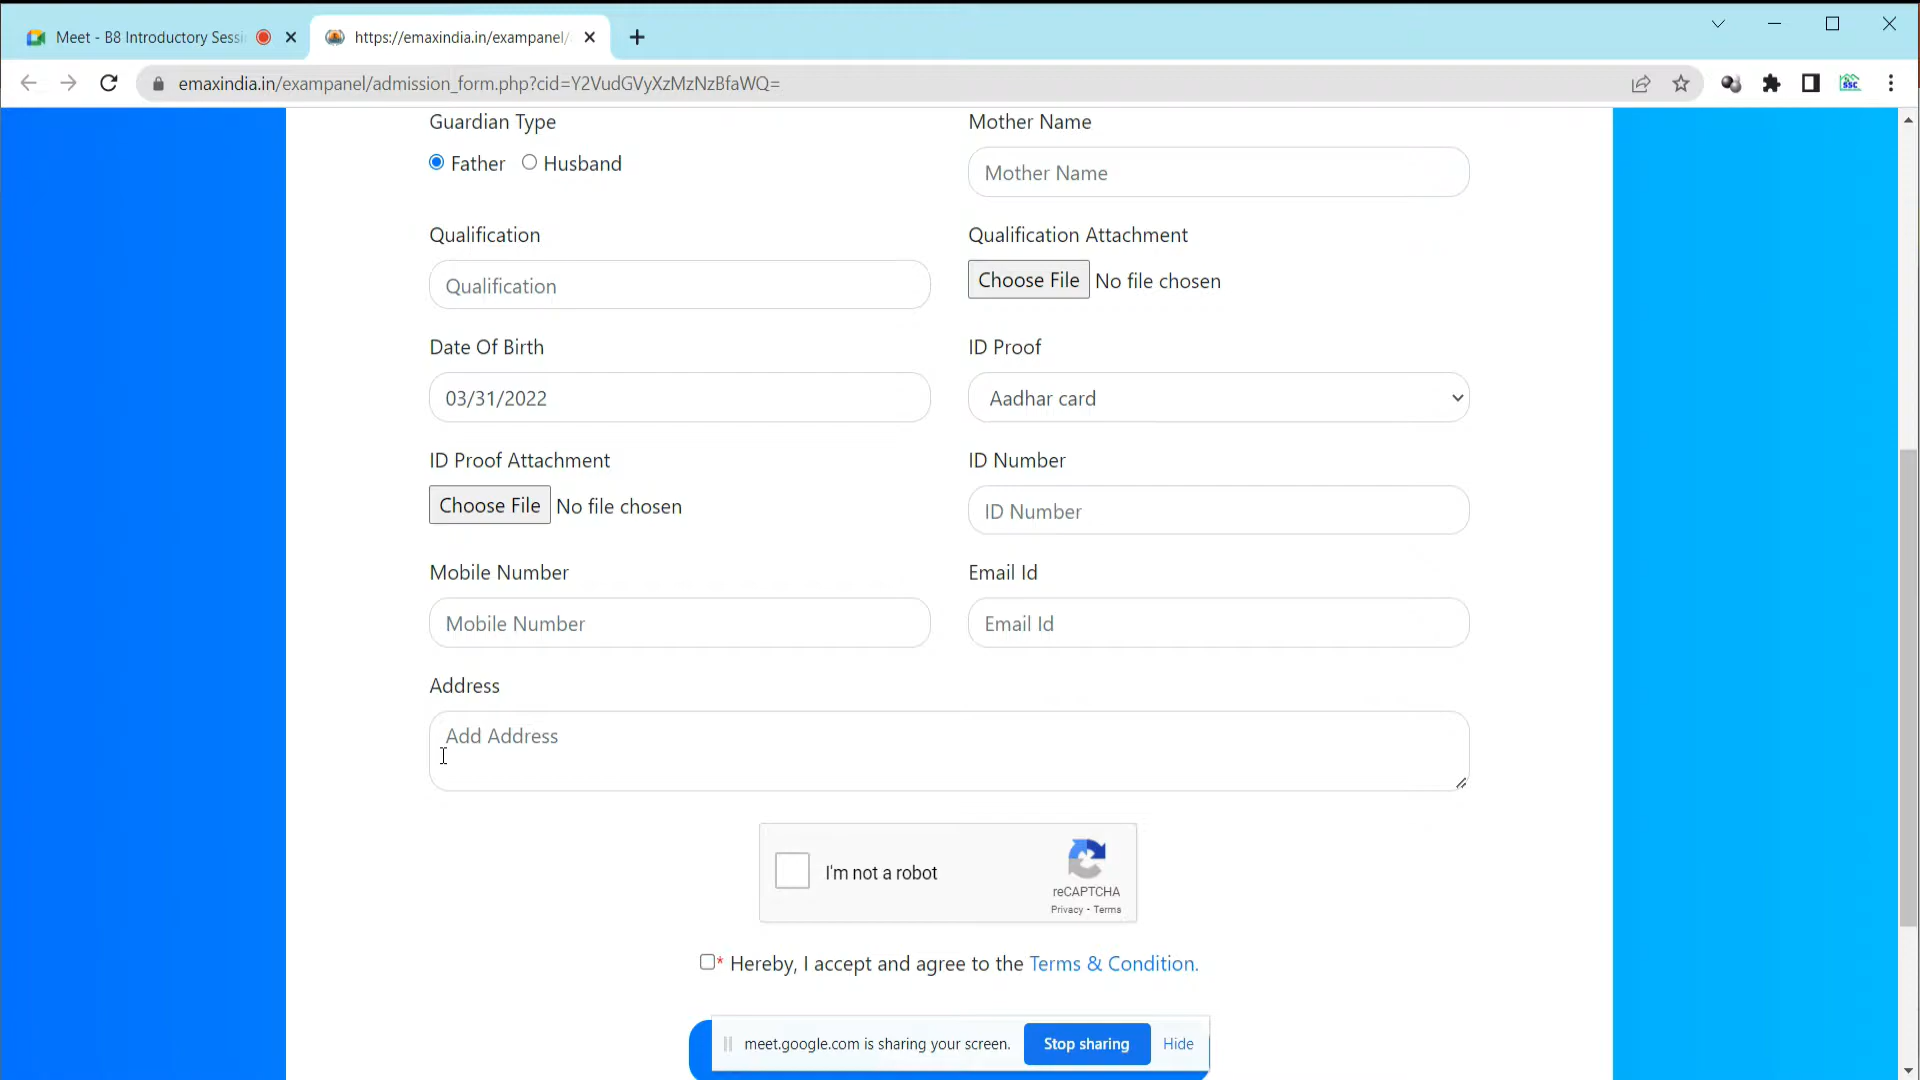 Meet - B8 Introductory Sessi
https://emaxindia.in/exampanel/
emaxindia.in/exampanel/admission_form.php?cid=Y2VudGVyXzMzNzBfaWQ=
SSC
Guardian Type
Mother Name
Father Husband
Mother Name
Qualification
Qualification Attachment
Qualification
Choose File No file chosen
Date Of Birth
ID Proof
03/31/2022
Aadhar card
ID Proof Attachment
ID Number
Choose File No file chosen
ID Number
Mobile Number
Email Id
Mobile Number
Email Id
Address
Add Address
I'm not a robot
reCAPTCHA
Privacy - Terms
* Hereby, I accept and agree to the Terms & Condition.
meet.google.com is sharing your screen. Stop sharing Hide